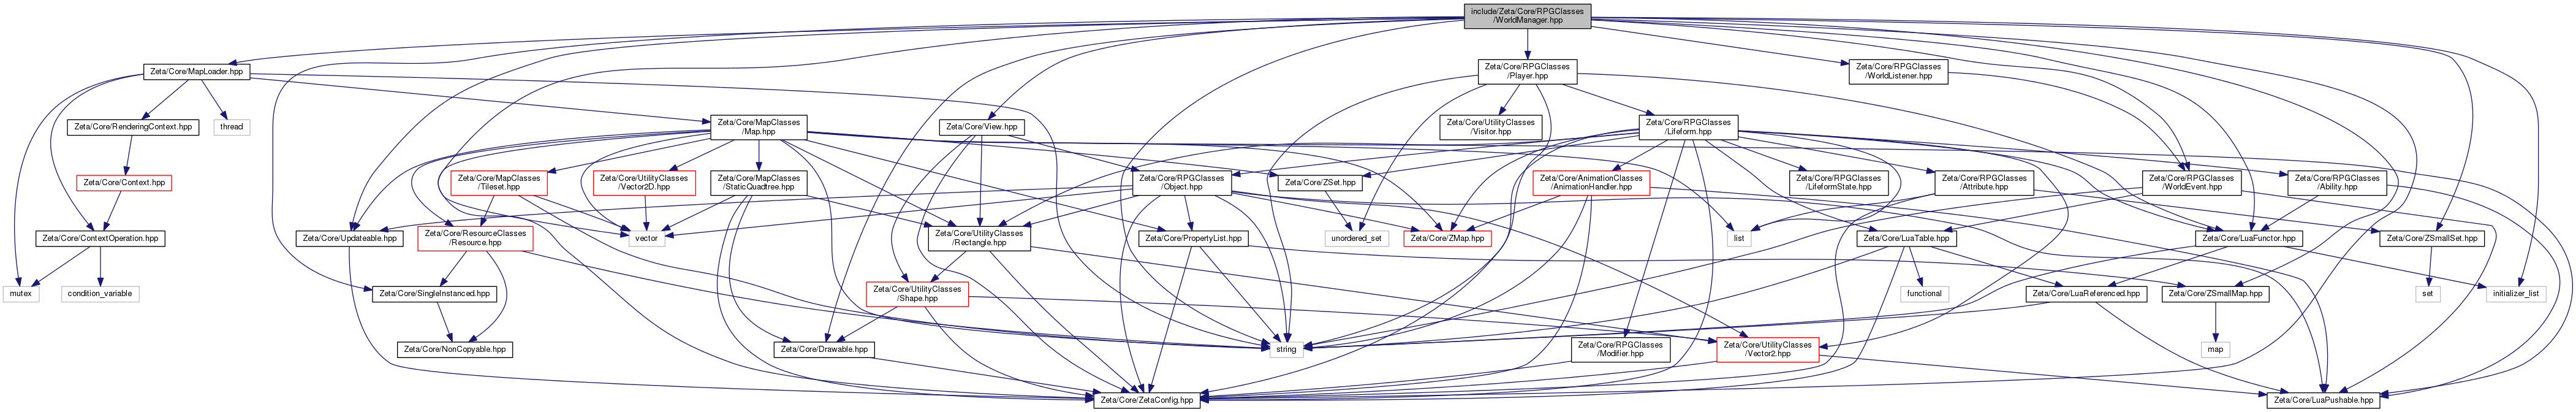 include/Zeta/Core/RPGClasses
/WorldManager.hpp
Zeta/Core/MapLoader.hpp
Zeta/Core/RPGClasses
/Player.hpp
Zeta/Core/RPGClasses
/WorldListener.hpp
Zeta/Core/RenderingContext.hpp
thread
Zeta/Core/MapClasses
/Map.hpp
Zeta/Core/View.hpp
Zeta/Core/UtilityClasses
/Visitor.hpp
Zeta/Core/RPGClasses
/Lifeform.hpp
Zeta/Core/Context.hpp
Zeta/Core/MapClasses
/Tileset.hpp
Zeta/Core/UtilityClasses
/Vector2D.hpp
Zeta/Core/MapClasses
/StaticQuadtree.hpp
Zeta/Core/RPGClasses
/Object.hpp
Zeta/Core/ZSet.hpp
Zeta/Core/AnimationClasses
/AnimationHandler.hpp
Zeta/Core/RPGClasses
/LifeformState.hpp
Zeta/Core/RPGClasses
/Attribute.hpp
Zeta/Core/RPGClasses
/WorldEvent.hpp
Zeta/Core/RPGClasses
/Ability.hpp
Zeta/Core/ContextOperation.hpp
Zeta/Core/Updateable.hpp
Zeta/Core/ResourceClasses
/Resource.hpp
vector
Zeta/Core/UtilityClasses
/Rectangle.hpp
Zeta/Core/PropertyList.hpp
unordered_set
Zeta/Core/ZMap.hpp
list
Zeta/Core/LuaTable.hpp
Zeta/Core/LuaFunctor.hpp
Zeta/Core/ZSmallSet.hpp
mutex
condition_variable
Zeta/Core/SingleInstanced.hpp
Zeta/Core/UtilityClasses
/Shape.hpp
functional
Zeta/Core/LuaReferenced.hpp
Zeta/Core/ZSmallMap.hpp
set
initializer_list
Zeta/Core/NonCopyable.hpp
Zeta/Core/Drawable.hpp
string
Zeta/Core/RPGClasses
/Modifier.hpp
Zeta/Core/UtilityClasses
/Vector2.hpp
map
Zeta/Core/ZetaConfig.hpp
Zeta/Core/LuaPushable.hpp